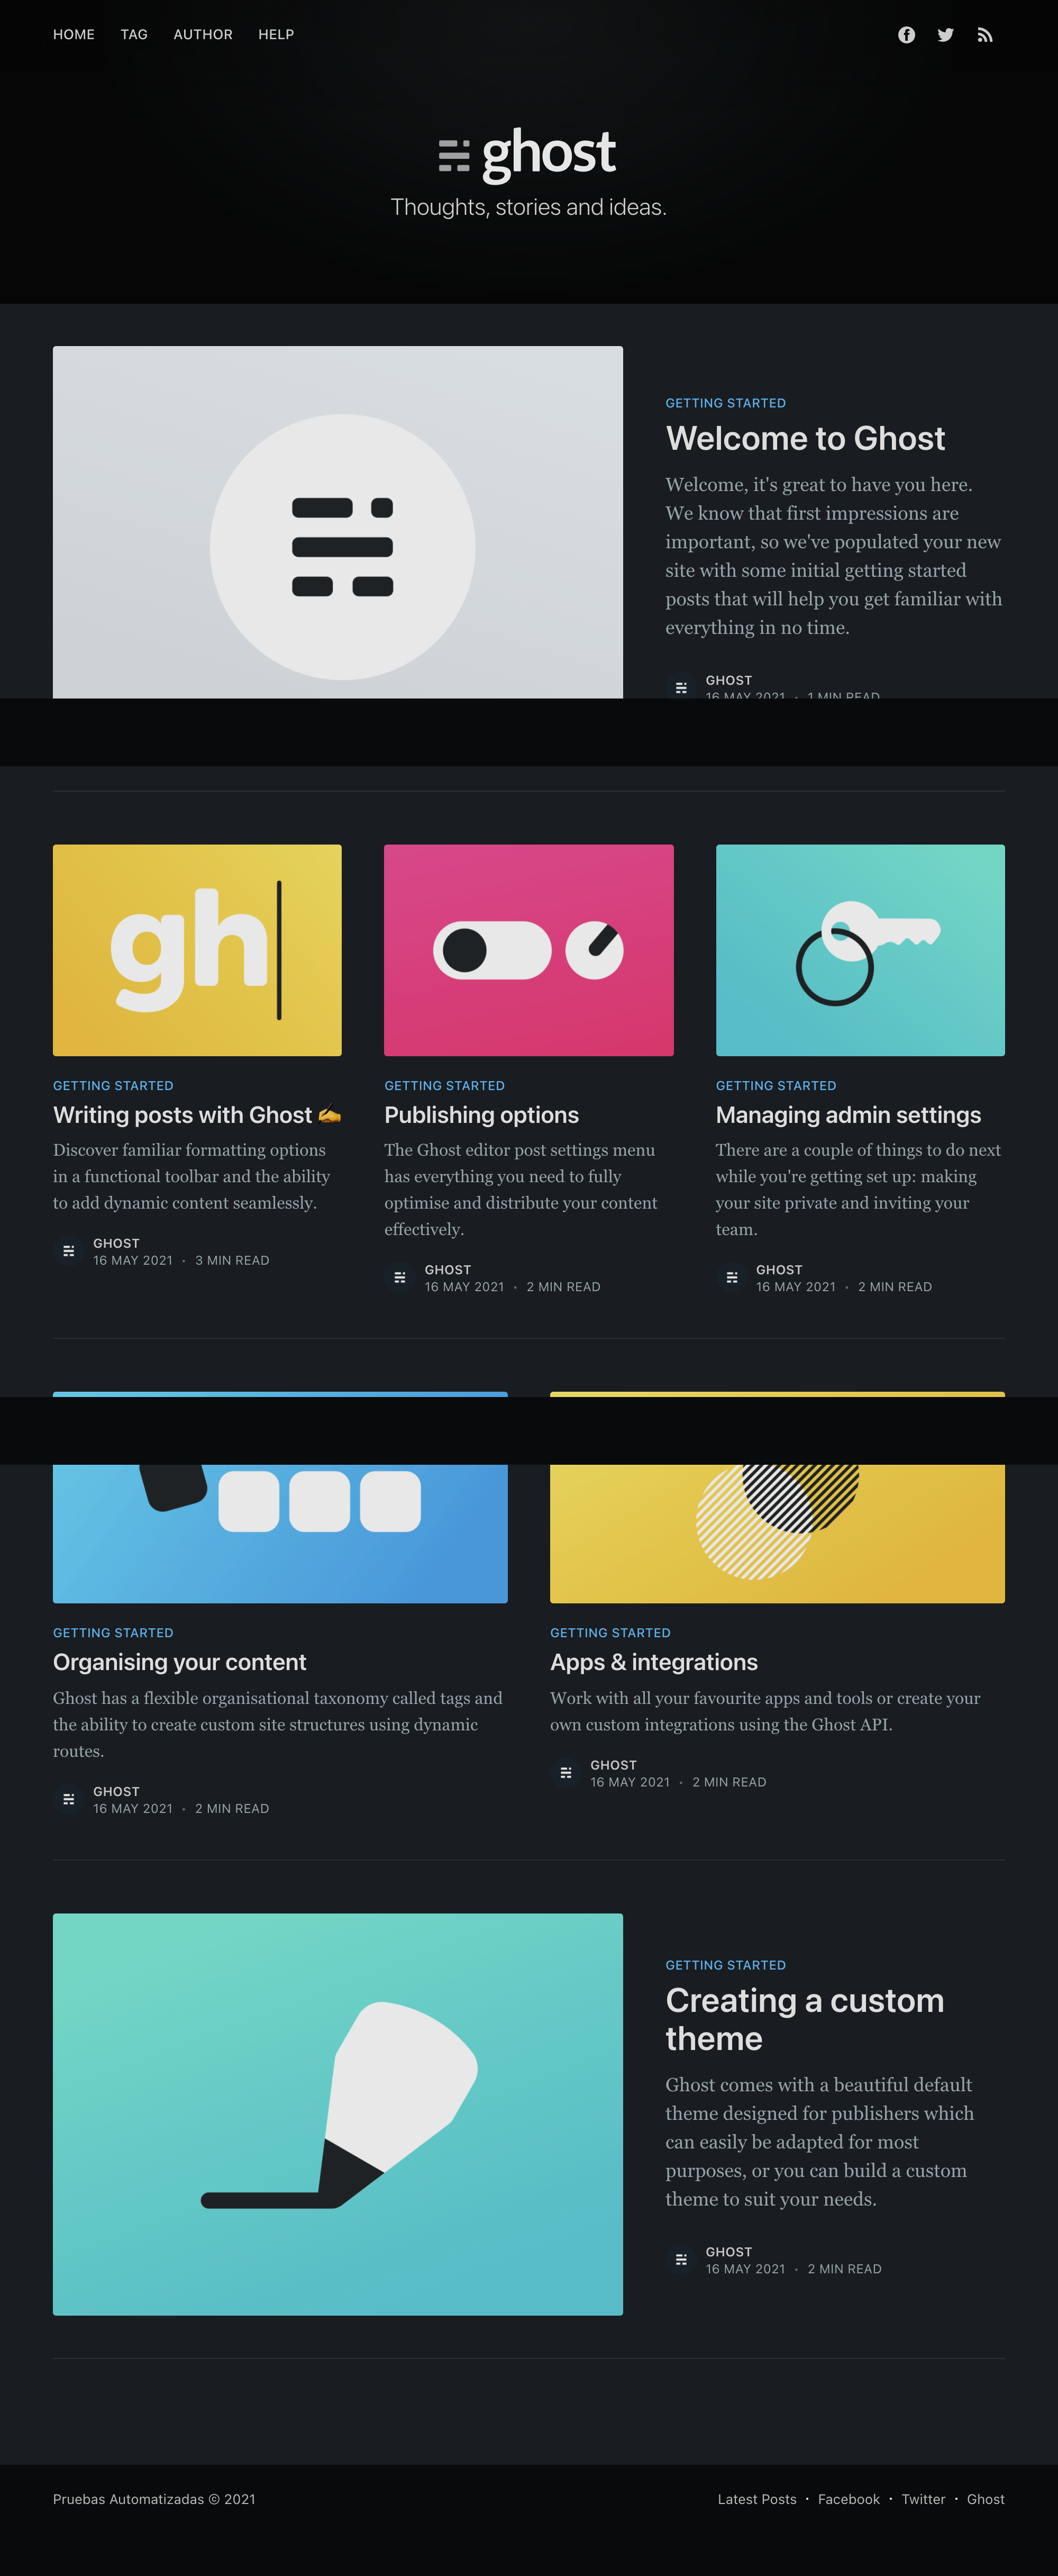 HOME TAG AUTHOR HELP
ghost
Thoughts, stories and ideas.
GETTING STARTED
Welcome to Ghost
Welcome, it's great to have you here.
We know that first impressions are
important, so we've populated your new
site with some initial getting started
posts that will help you get familiar with
everything in no time.
GHOST
16 MAY 2021 • 1 MIN READ
gh
GETTING STARTED
Writing posts with Ghost ✍️
Discover familiar formatting options
in a functional toolbar and the ability
to add dynamic content seamlessly.
GHOST
16 MAY 2021 • 3 MIN READ
GETTING STARTED
Publishing options
The Ghost editor post settings menu
has everything you need to fully
optimise and distribute your content
effectively.
GHOST
16 MAY 2021 • 2 MIN READ
GETTING STARTED
Managing admin settings
There are a couple of things to do next
while you're getting set up: making
your site private and inviting your
team.
GHOST
16 MAY 2021 • 2 MIN READ
GETTING STARTED
Organising your content
Ghost has a flexible organisational taxonomy called tags and
the ability to create custom site structures using dynamic
routes.
GHOST
16 MAY 2021 • 2 MIN READ
GETTING STARTED
Apps & integrations
Work with all your favourite apps and tools or create your
own custom integrations using the Ghost API.
GHOST
16 MAY 2021 • 2 MIN READ
GETTING STARTED
Creating a custom
theme
Ghost comes with a beautiful default
theme designed for publishers which
can easily be adapted for most
purposes, or you can build a custom
theme to suit your needs.
GHOST
16 MAY 2021 • 2 MIN READ
Pruebas Automatizadas © 2021
Latest Posts • Facebook • Twitter • Ghost